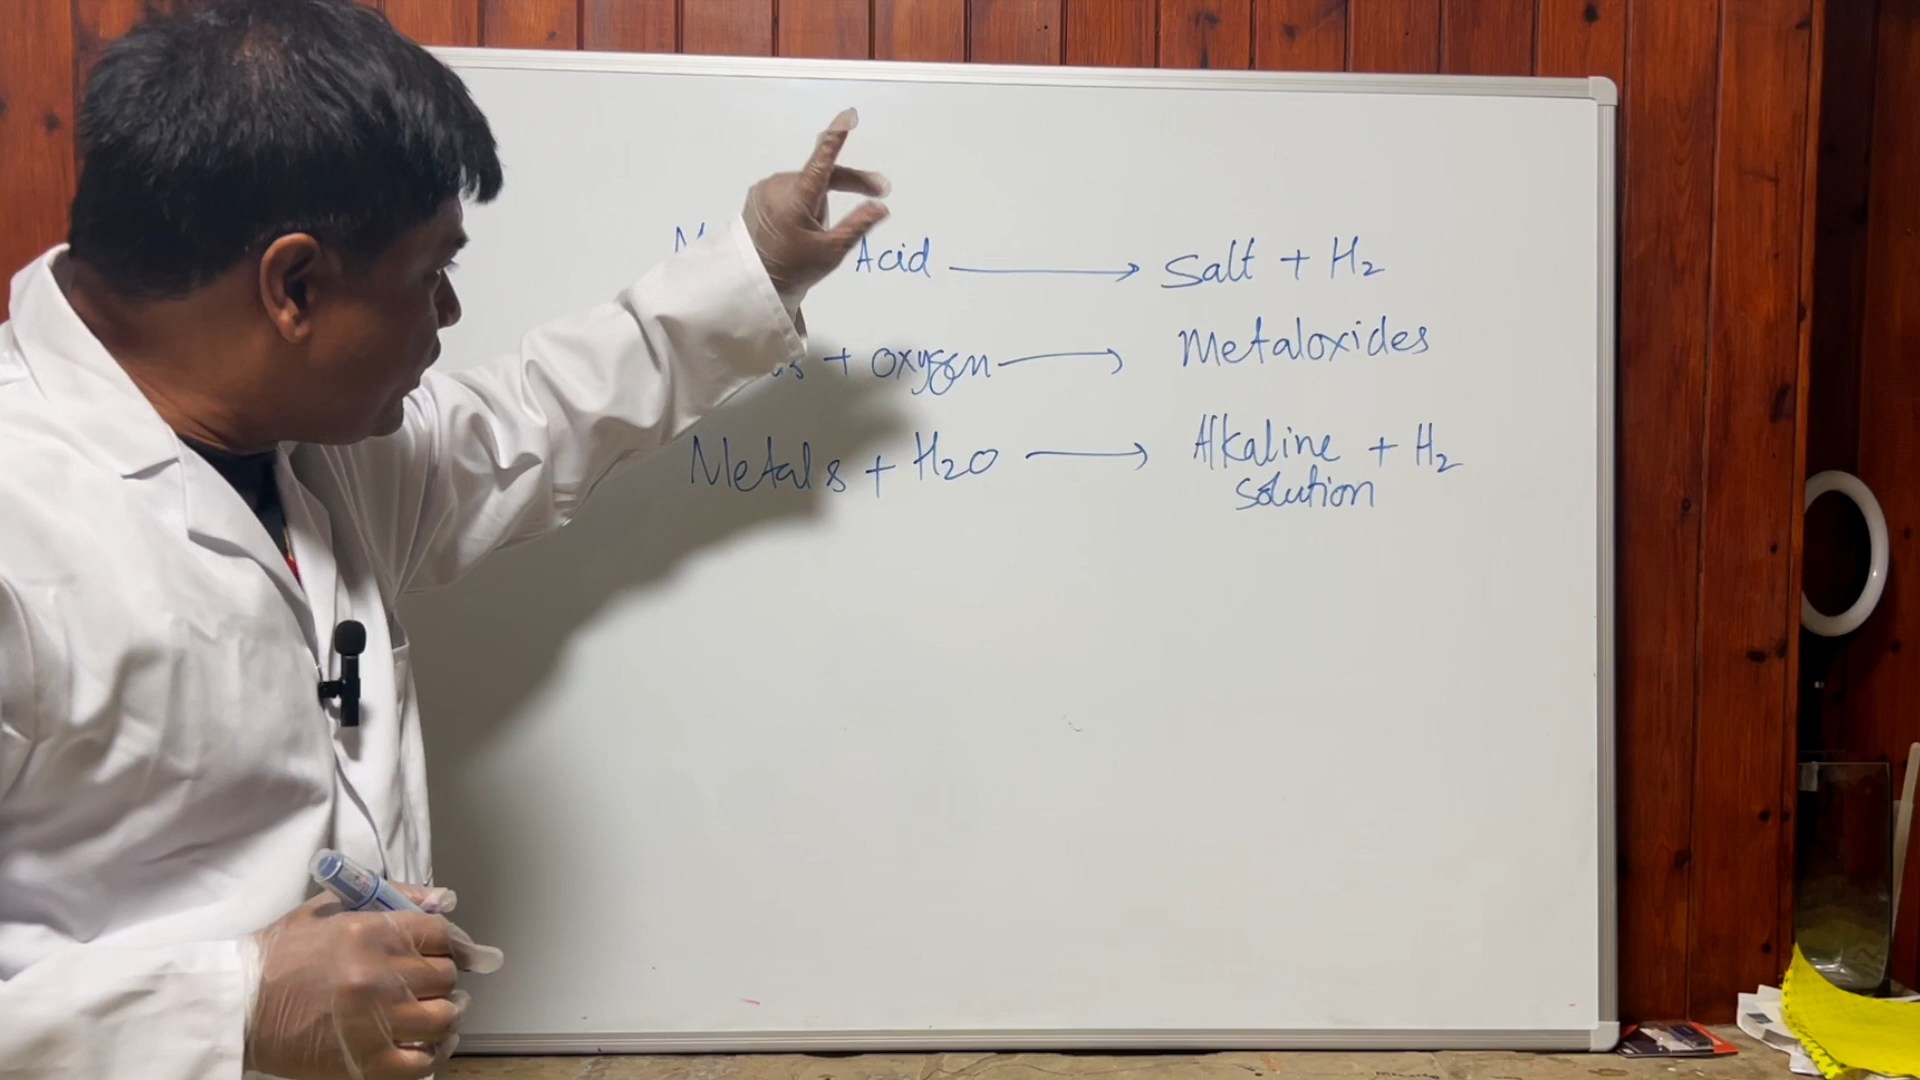 Acid → Salt + H2
+ oxygen → Metaloxides
Metals + H2O → Alkaline + H2
solution